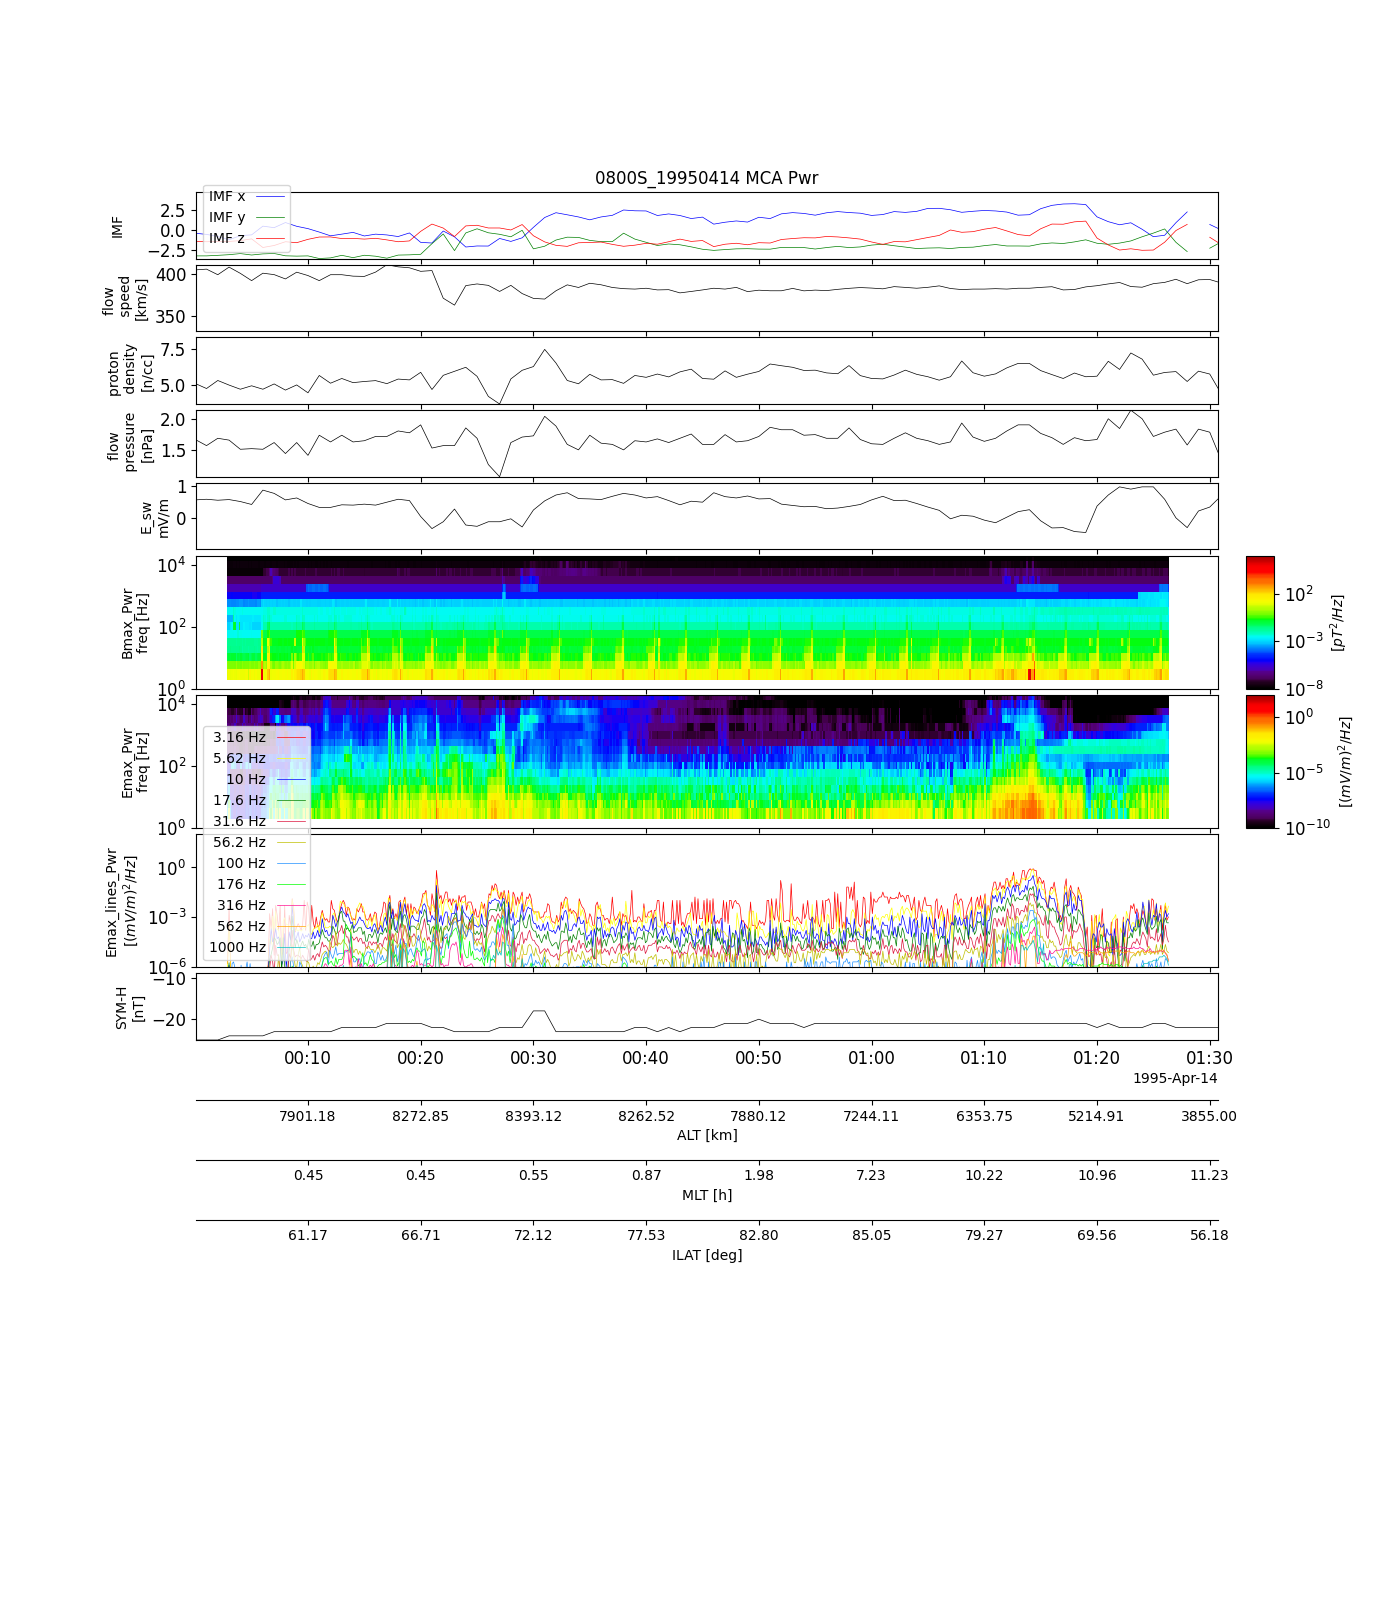 0800S_19950414 MCA Pwr
IMF
2.5
0.0
−2.5
IMF x
IMF y
IMF z
flow
speed
[km/s]
400
350
proton
density
[n/cc]
7.5
5.0
flow
pressure
[nPa]
2.0
1.5
E_sw
mV/m
1
0
Bmax_Pwr
freq [Hz]
10^4
10^2
10^0
10^2
10^−3
10^−8
[pT^2/Hz]
Emax_Pwr
freq [Hz]
10^4
10^2
10^0
10^0
10^−5
10^−10
[(mV/m)^2/Hz]
3.16 Hz
5.62 Hz
10 Hz
17.6 Hz
31.6 Hz
56.2 Hz
100 Hz
176 Hz
316 Hz
562 Hz
1000 Hz
Emax_lines_Pwr
[(mV/m)^2/Hz]
10^0
10^−3
10^−6
SYM-H
[nT]
−10
−20
00:10 00:20 00:30 00:40 00:50 01:00 01:10 01:20 01:30
1995-Apr-14
7901.18 8272.85 8393.12 8262.52 7880.12 7244.11 6353.75 5214.91 3855.00
ALT [km]
0.45 0.45 0.55 0.87 1.98 7.23 10.22 10.96 11.23
MLT [h]
61.17 66.71 72.12 77.53 82.80 85.05 79.27 69.56 56.18
ILAT [deg]